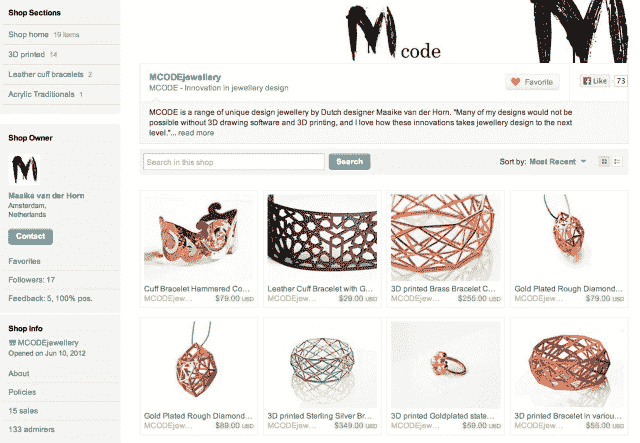 Shop Sections
Shop home 19 items
3D printed 14
Leather cuff bracelets 2
Acrylic Traditionals 1
Shop Owner
M
Maaike van der Horn
Amsterdam,
Netherlands
Contact
Favorites
Followers: 17
Feedback: 5, 100% pos.
Shop Info
MCODEjewellery
Opened on Jun 10, 2012
About
Policies
15 sales
133 admirers
M code
MCODEjewellery
MCODE - Innovation in jewellery design
Favorite
Like 73
MCODE is a range of unique design jewellery by Dutch designer Maaike van der Horn. "Many of my designs would not be
possible without 3D drawing software and 3D printing, and I love how these innovations takes jewellery design to the next
level."... read more
Search in this shop
Search
Sort by: Most Recent
Cuff Bracelet Hammered Co...
MCODEjew... $79.00 USD
Leather Cuff Bracelet with G...
MCODEjew... $29.00 USD
3D printed Brass Bracelet C...
MCODEjew... $255.00 USD
Gold Plated Rough Diamond...
MCODEjew... $79.00 USD
Gold Plated Rough Diamond...
MCODEjew... $89.00 USD
3D printed Sterling Silver Br...
MCODEjew... $349.00 USD
3D printed Goldplated state...
MCODEjew... $59.00 USD
3D printed Bracelet in variou...
MCODEjew... $55.00 USD